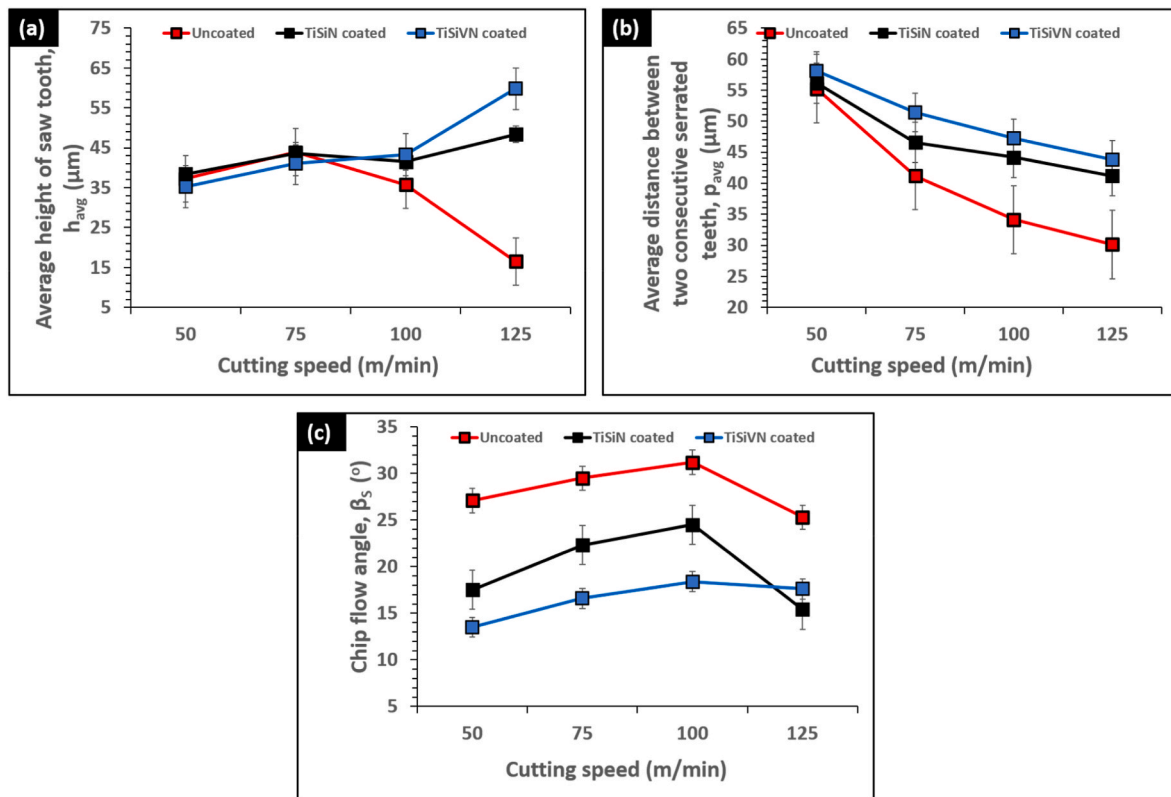 (a)
Uncoated TiSiN coated TiSiVN coated
Average height of saw tooth,
havg (µm)
75
65
55
45
35
25
15
5
50 75 100 125
Cutting speed (m/min)
(b)
Uncoated TiSiN coated TiSiVN coated
Average distance between
two consecutive serrated
teeth, pavg (µm)
65
60
55
50
45
40
35
30
25
20
50 75 100 125
Cutting speed (m/min)
(c)
Uncoated TiSiN coated TiSiVN coated
Chip flow angle, βs (o)
35
30
25
20
15
10
5
50 75 100 125
Cutting speed (m/min)